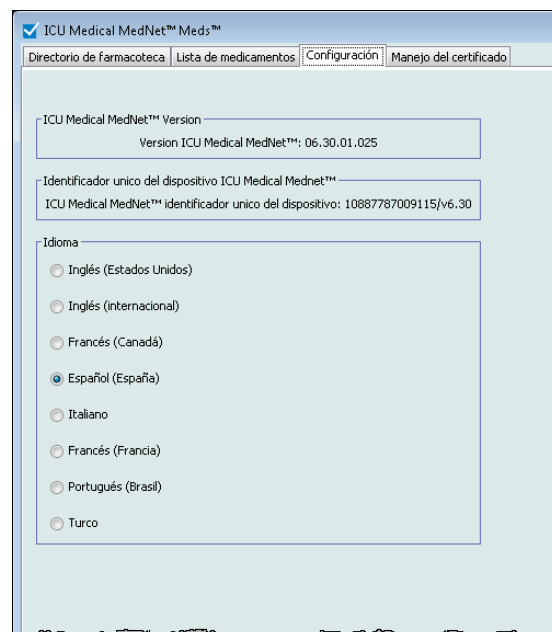 ICU Medical MedNet™ Meds™
Directorio de farmacoteca Lista de medicamentos Configuración Manejo del certificado
ICU Medical MedNet™ Version
Version ICU Medical MedNet™: 06.30.01.025
Identificador unico del dispositivo ICU Medical Mednet™
ICU Medical MedNet™ identificador unico del dispositivo: 10887787009115/v6.30
Idioma
Inglés (Estados Unidos)
Inglés (internacional)
Francés (Canadá)
Español (España)
Italiano
Francés (Francia)
Portugués (Brasil)
Turco